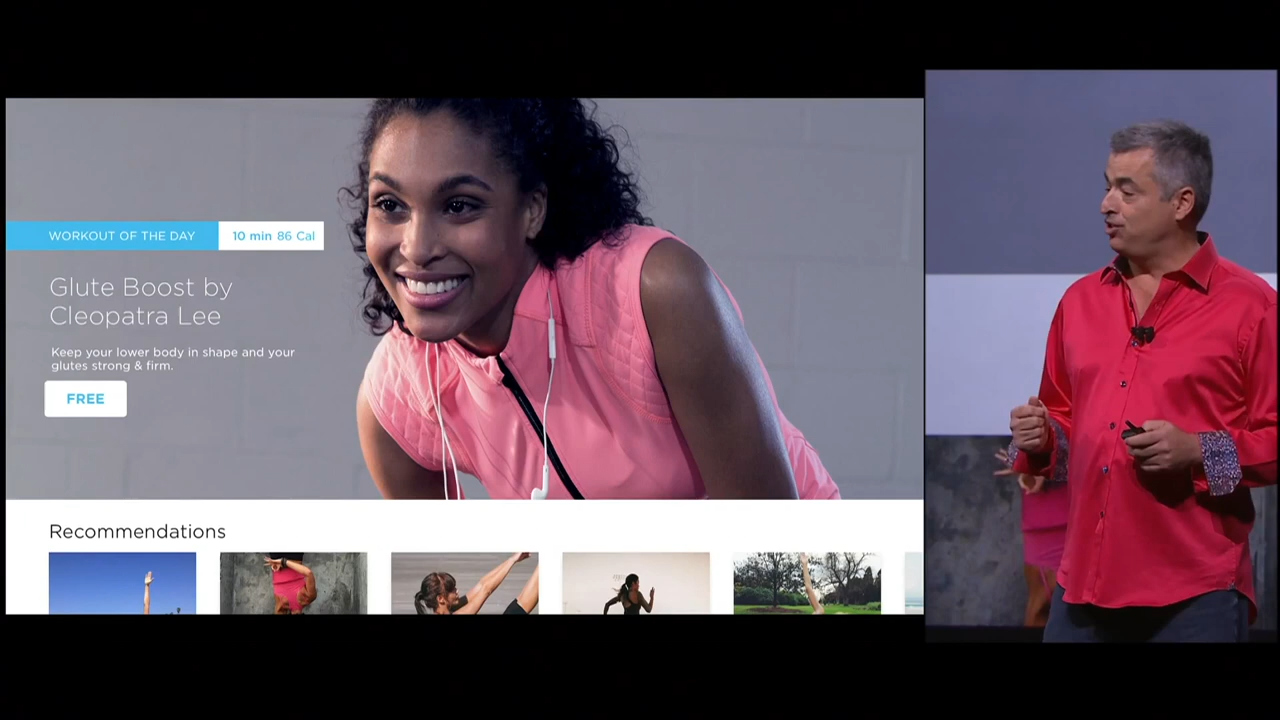 WORKOUT OF THE DAY
10 min 86 Cal
Glute Boost by
Cleopatra Lee
Keep your lower body in shape and your
glutes strong & firm.
FREE
Recommendations